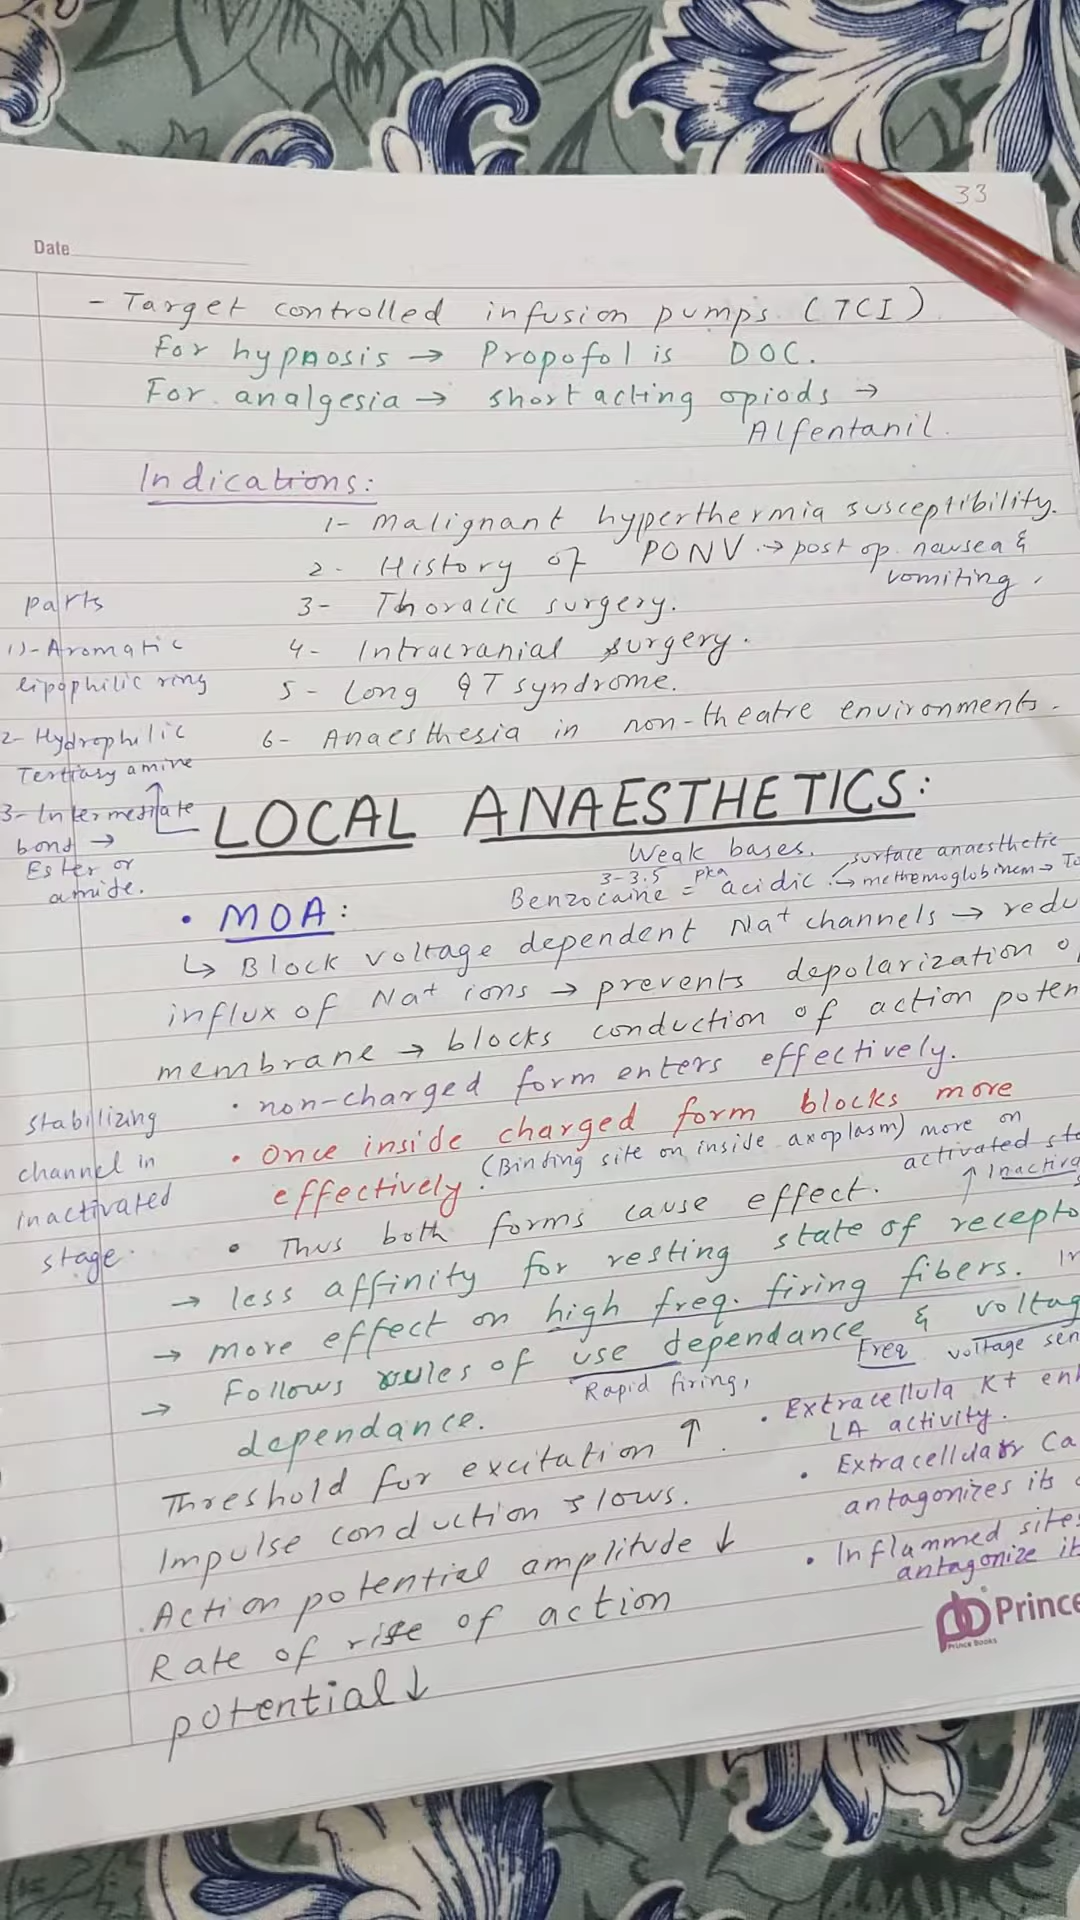 33
Date
- Target controlled infusion pumps (TCI)
For hypnosis → Propofol is DOC.
For analgesia → short acting opiods →
Alfentanil.
Indications:
1- Malignant hyperthermia susceptibility.
2- History of PONV → post op. nausea &
vomiting.
3- Thoracic surgery.
4- Intracranial surgery.
5- Long QT syndrome.
6- Anaesthesia in non-theatre environments.
parts
1)- Aromatic
lipophilic ring
2- Hydrophilic
Tertiary amine
3- Intermediate
bond →
Ester or
amide.
LOCAL ANAESTHETICS:
Weak bases.
3-3.5 pka surface anaesthetic
Benzocaine = acidic. → methemoglobinem → To
• MOA:
↳ Block voltage dependent Na+ channels → redu
influx of Na+ ions → prevents depolarization o
membrane → blocks conduction of action poten
• non-charged form enters effectively.
• Once inside charged form blocks more
effectively. (Binding site on inside axoplasm) more on
activated sta
↑ Inactiva
• Thus both forms cause effect.
stabilizing
channel in
inactivated
stage.
→ less affinity for resting state of recepto
→ more effect on high freq. firing fibers. In
→ Follows rules of use dependance & voltag
Rapid firing, Freq voltage sen
dependance.
Threshold for excitation ↑
Impulse conduction slows.
Action potential amplitude ↓
Rate of rise of action
potential ↓
• Extracellula K+ enh
LA activity.
• Extracellular Ca
antagonizes its
• Inflammed sites
antagonize it
Prince
Prince Books